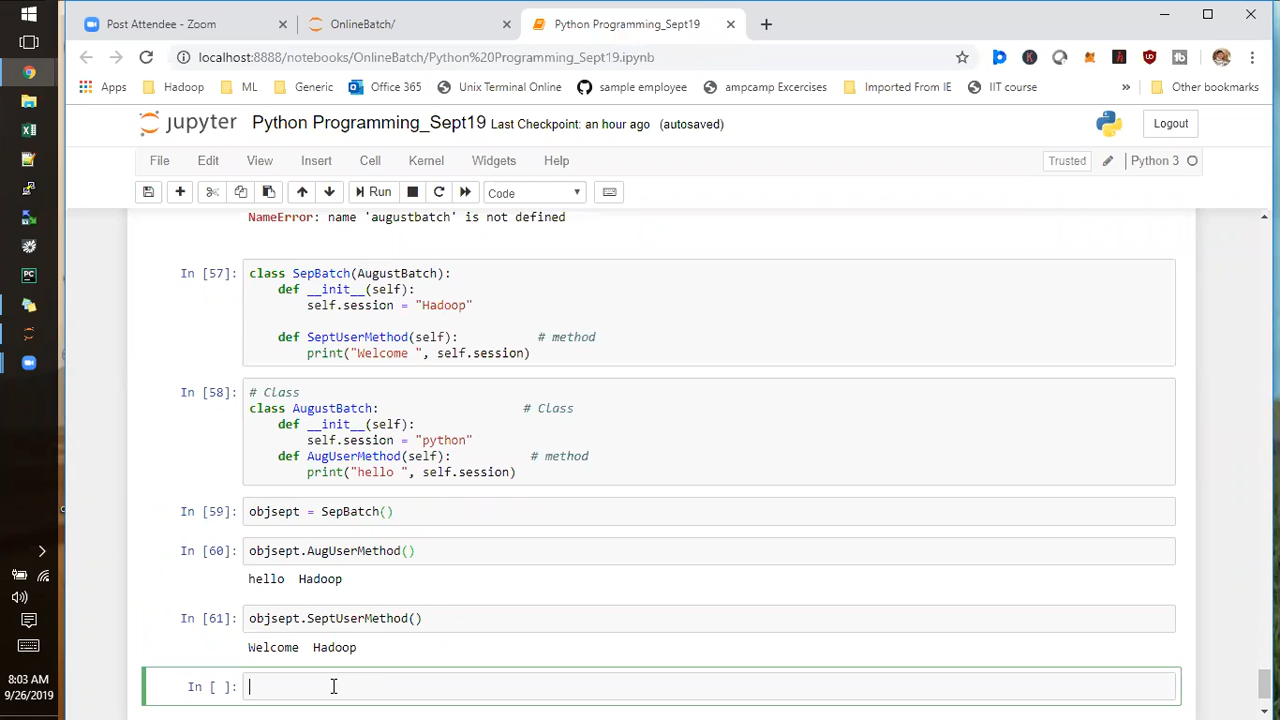 Post Attendee - Zoom
OnlineBatch/
Python Programming_Sept19
localhost:8888/notebooks/OnlineBatch/Python%20Programming_Sept19.ipynb
Apps
Hadoop
ML
Generic
Office 365
Unix Terminal Online
sample employee
ampcamp Excercises
Imported From IE
IIT course
»
Other bookmarks
jupyter Python Programming_Sept19 Last Checkpoint: an hour ago (autosaved)
Logout
File Edit View Insert Cell Kernel Widgets Help
Trusted
Python 3
Run
Code
NameError: name 'augustbatch' is not defined
In [57]: class SepBatch(AugustBatch):
def __init__(self):
self.session = "Hadoop"
def SeptUserMethod(self): # method
print("Welcome ", self.session)
In [58]: # Class
class AugustBatch: # Class
def __init__(self):
self.session = "python"
def AugUserMethod(self): # method
print("hello ", self.session)
In [59]: objsept = SepBatch()
In [60]: objsept.AugUserMethod()
hello  Hadoop
In [61]: objsept.SeptUserMethod()
Welcome  Hadoop
In [ ]:
8:03 AM
9/26/2019